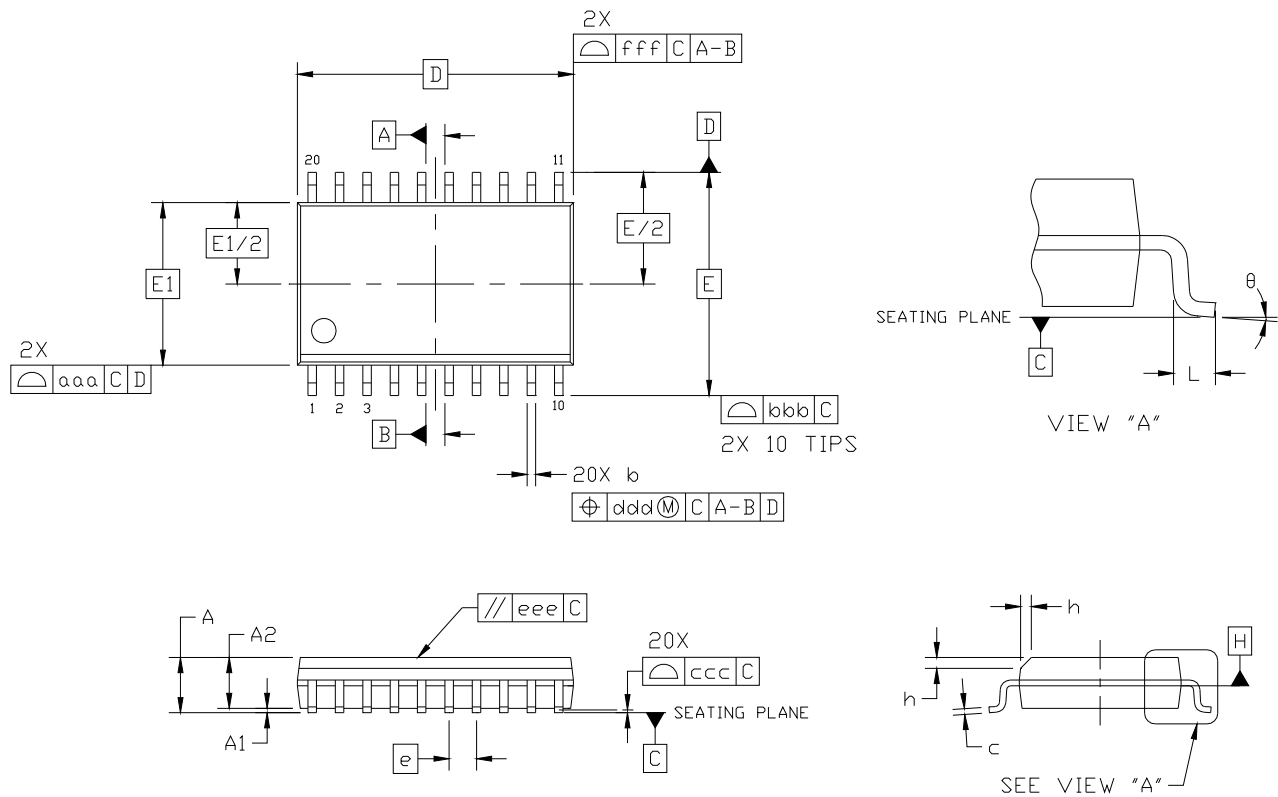 2X
fff C A-B
D
A
D
20 11
E1/2
E/2
E1
E
2X
aaa C D
1 2 3 10
B
bbb C
2X 10 TIPS
20X b
ddd Ⓜ C A-B D
θ
SEATING PLANE
C
L
VIEW "A"
eee C
A
A2
20X
ccc C
SEATING PLANE
A1
e
C
h
H
h
c
SEE VIEW "A"